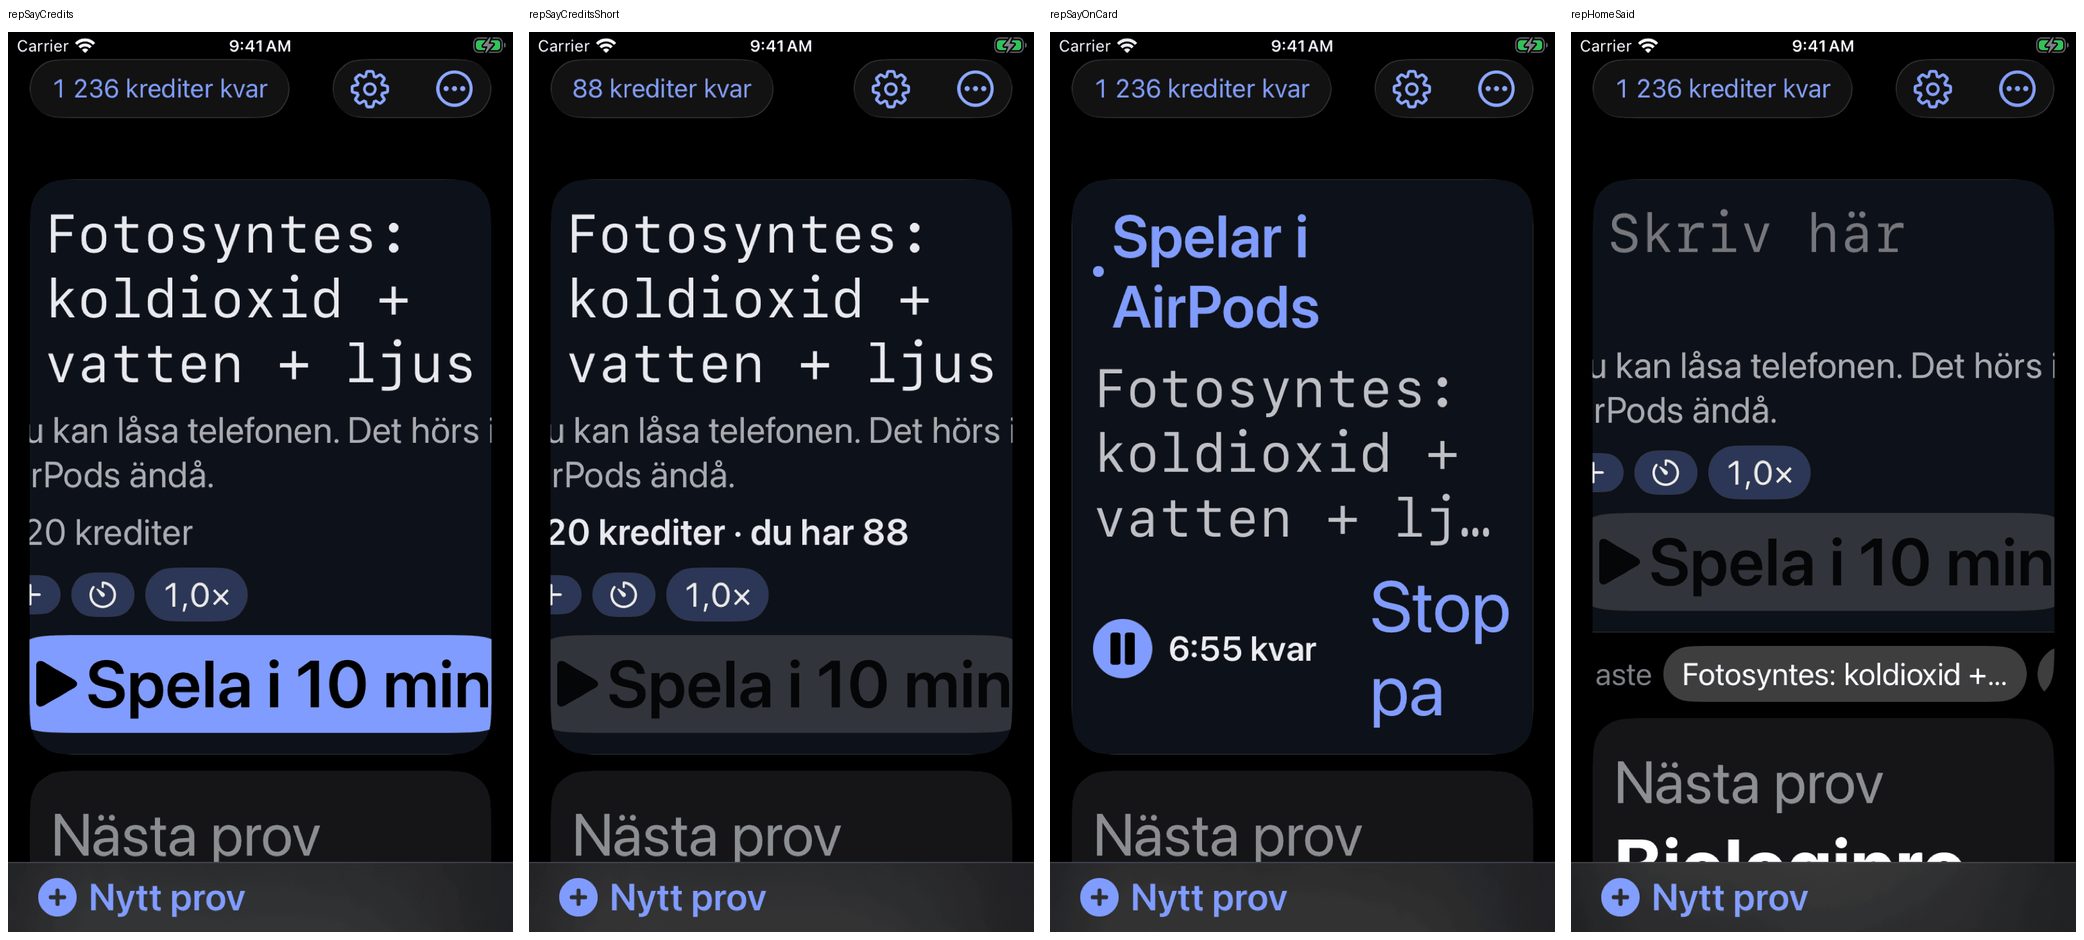 repSayCredits
Carrier 9:41 AM
1 236 krediter kvar
Fotosyntes:
koldioxid +
vatten + ljus
u kan låsa telefonen. Det hörs i
rPods ändå.
20 krediter
+ 1,0×
Spela i 10 min
Nästa prov
Nytt prov
repSayCreditsShort
Carrier 9:41 AM
88 krediter kvar
Fotosyntes:
koldioxid +
vatten + ljus
u kan låsa telefonen. Det hörs i
rPods ändå.
20 krediter · du har 88
+ 1,0×
Spela i 10 min
Nästa prov
Nytt prov
repSayOnCard
Carrier 9:41 AM
1 236 krediter kvar
Spelar i
AirPods
Fotosyntes:
koldioxid +
vatten + lj…
6:55 kvar
Stop
pa
Nästa prov
Nytt prov
repHomeSaid
Carrier 9:41 AM
1 236 krediter kvar
Skriv här
u kan låsa telefonen. Det hörs i
rPods ändå.
+ 1,0×
Spela i 10 min
aste Fotosyntes: koldioxid +...
Nästa prov
Nytt prov